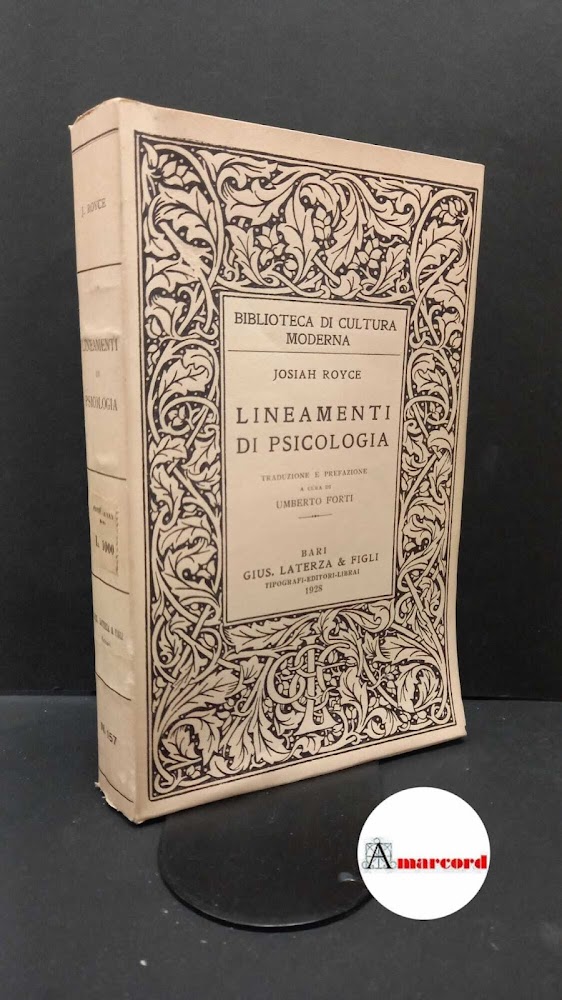 J. ROYCE
LINEAMENTI
DI
PSICOLOGIA
L. 1000
N. 157
BIBLIOTECA DI CULTURA
MODERNA
JOSIAH ROYCE
LINEAMENTI
DI PSICOLOGIA
TRADUZIONE E PREFAZIONE
A CURA DI
UMBERTO FORTI
BARI
GIUS. LATERZA & FIGLI
TIPOGRAFI-EDITORI-LIBRAI
1928
Amarcord